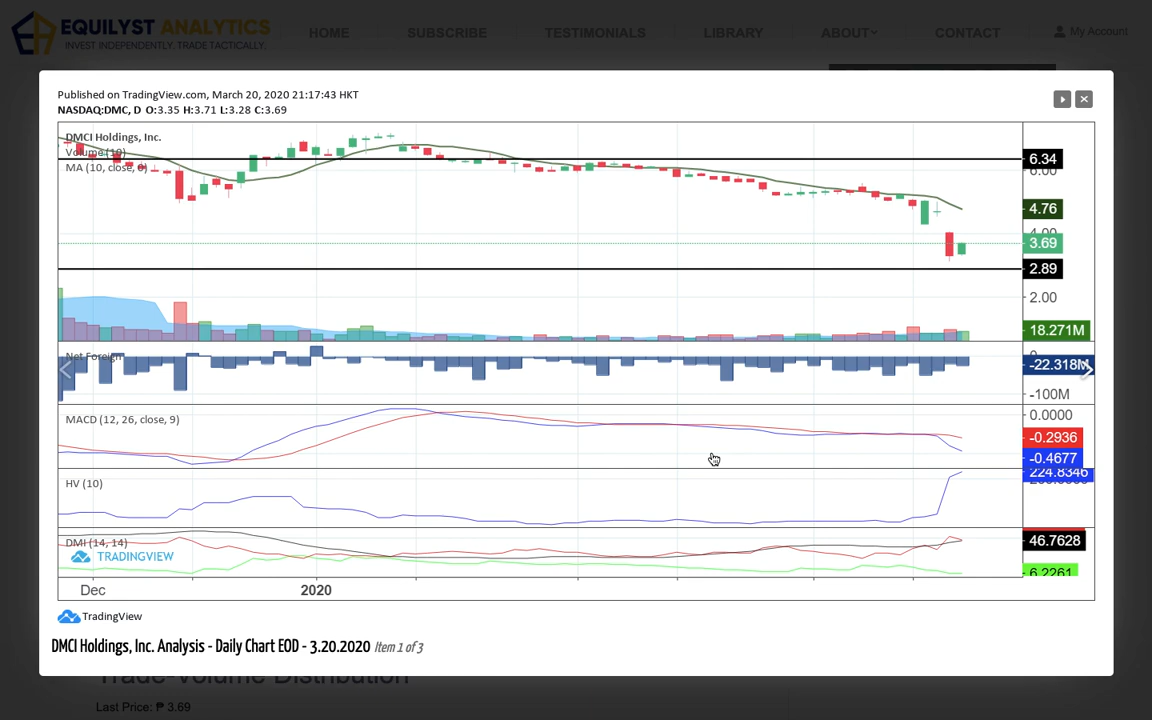 EQUILYST ANALYTICS
INVEST INDEPENDENTLY. TRADE TACTICALLY.
HOME SUBSCRIBE TESTIMONIALS LIBRARY ABOUT CONTACT My Account
Published on TradingView.com, March 20, 2020 21:17:43 HKT
NASDAQ:DMC, D O:3.35 H:3.71 L:3.28 C:3.69
DMCI Holdings, Inc.
Volume (10)
MA (10, close, 0)
6.34
6.00
4.76
4.00
3.69
2.89
2.00
18.271M
Net Foreign
0
-22.318M
-100M
MACD (12, 26, close, 9)
0.0000
-0.2936
-0.4677
HV (10)
224.8346
DMI (14, 14)
TRADINGVIEW
46.7628
6.2261
Dec 2020
TradingView
DMCI Holdings, Inc. Analysis - Daily Chart EOD - 3.20.2020 Item 1 of 3
Trade-Volume Distribution
Last Price: ₱ 3.69